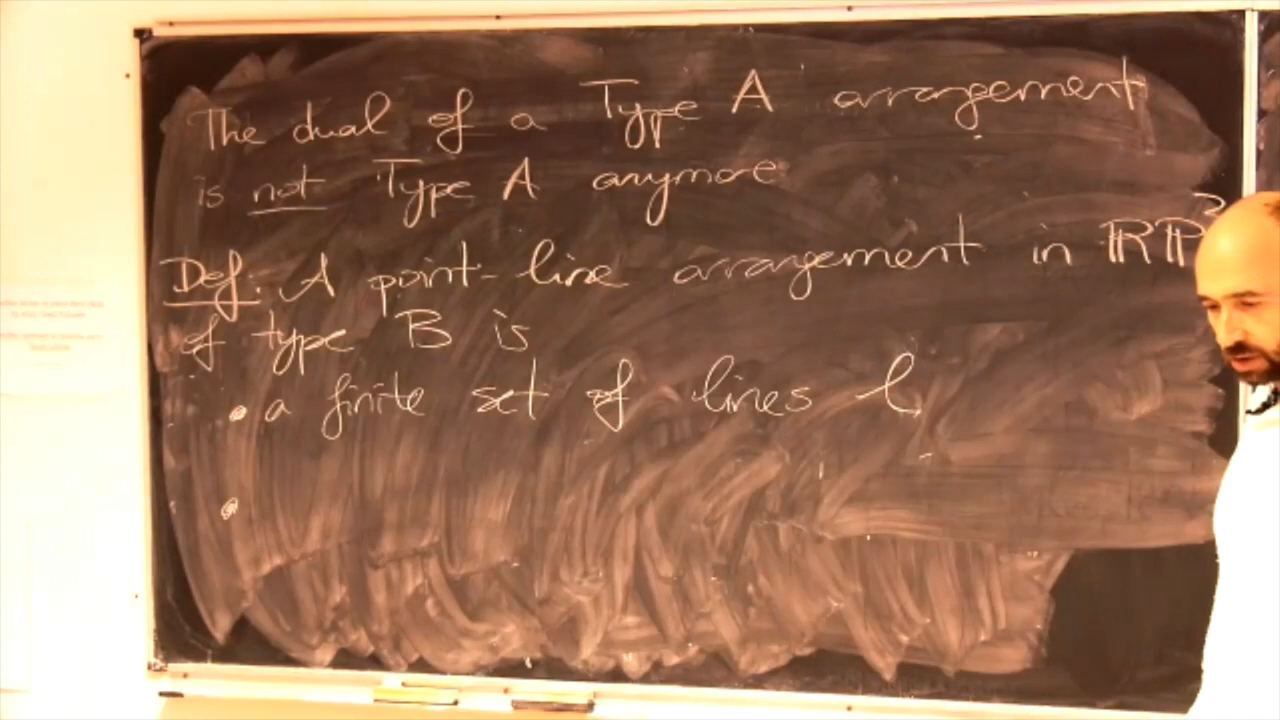 The dual of a Type A arrangement
is not Type A anymore
Def: A point-line arrangement in RP²
of type B is
• a finite set of lines l
•